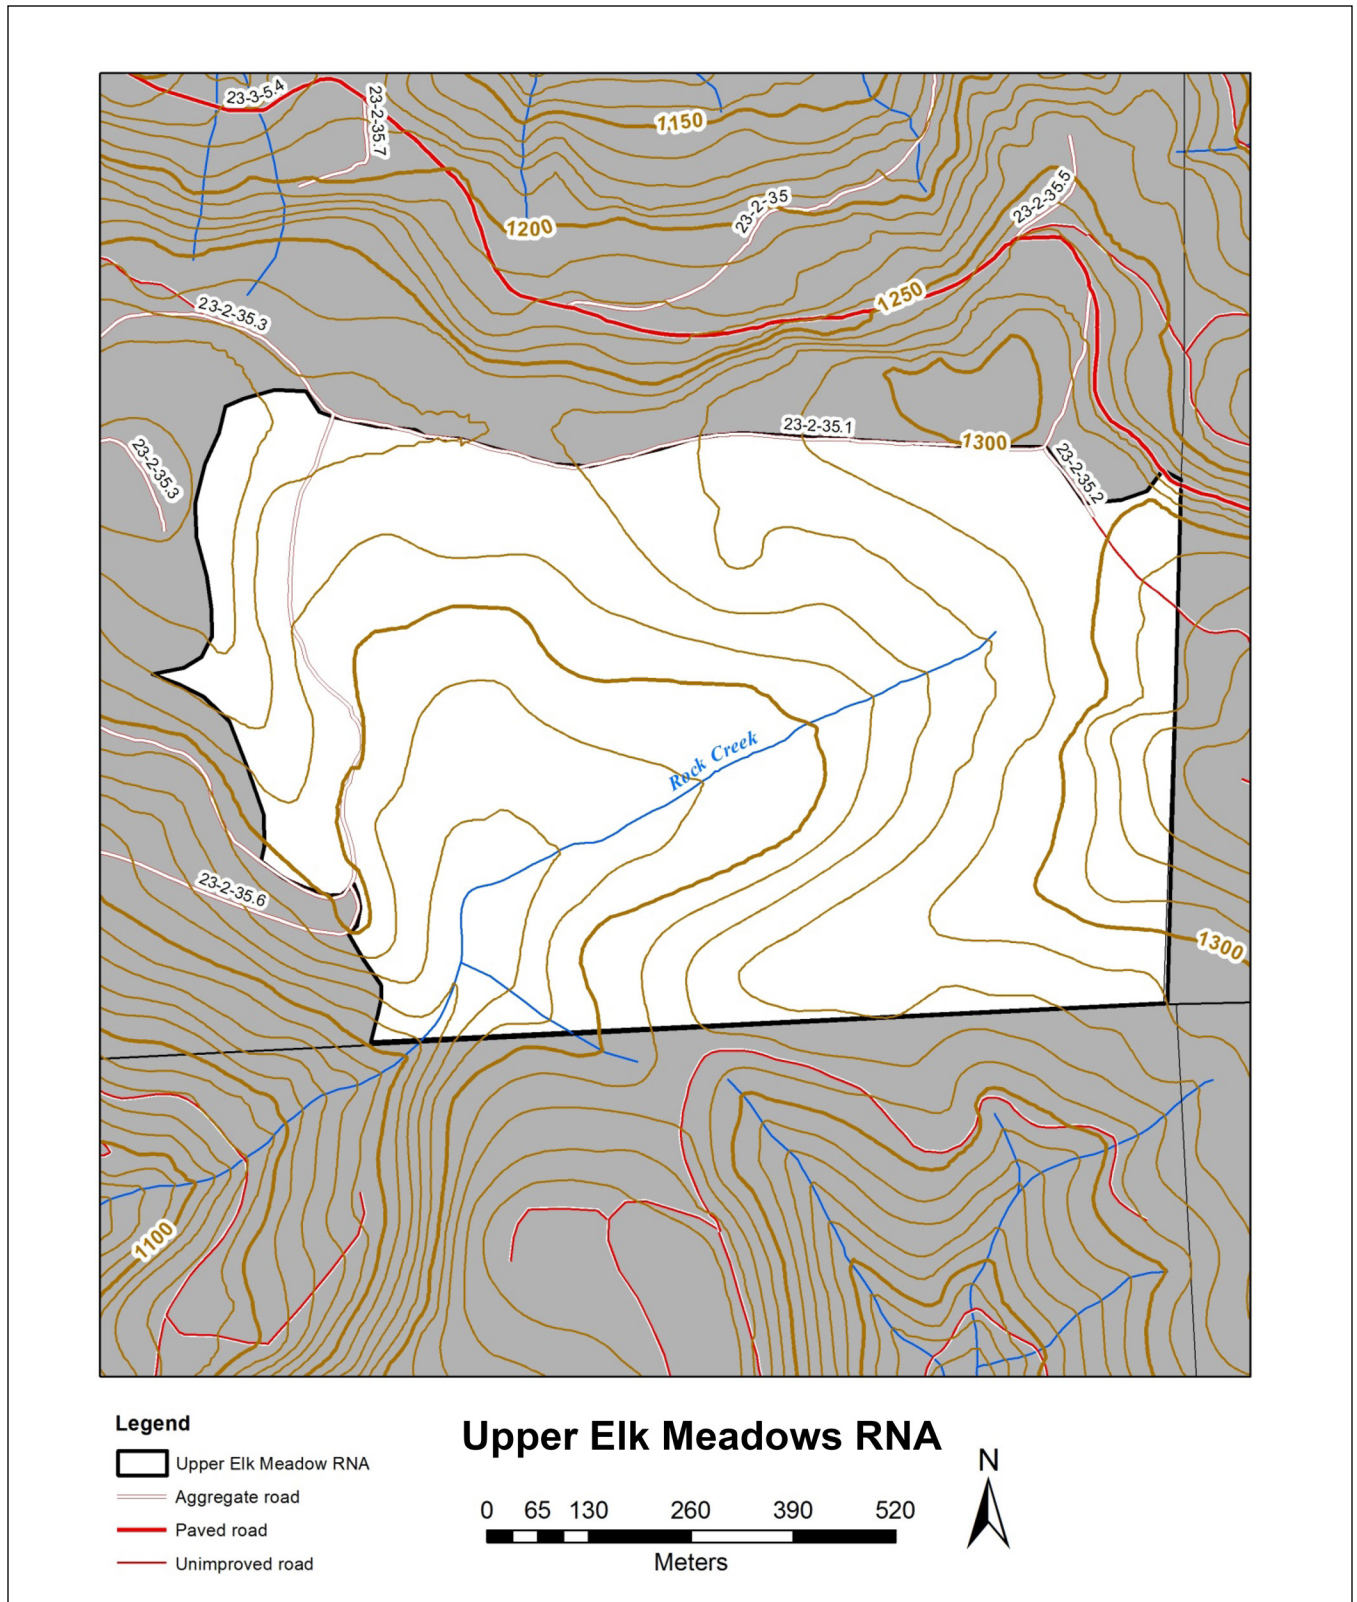 23-3-5.4
23-2-35.7
1150
23-2-35
23-2-35.5
1200
1250
23-2-35.3
23-2-35.1
1300
23-2-35.2
23-2-35.3
Rock Creek
23-2-35.6
1300
1100
Legend
Upper Elk Meadow RNA
Aggregate road
Paved road
Unimproved road
Upper Elk Meadows RNA
0 65 130 260 390 520
Meters
N